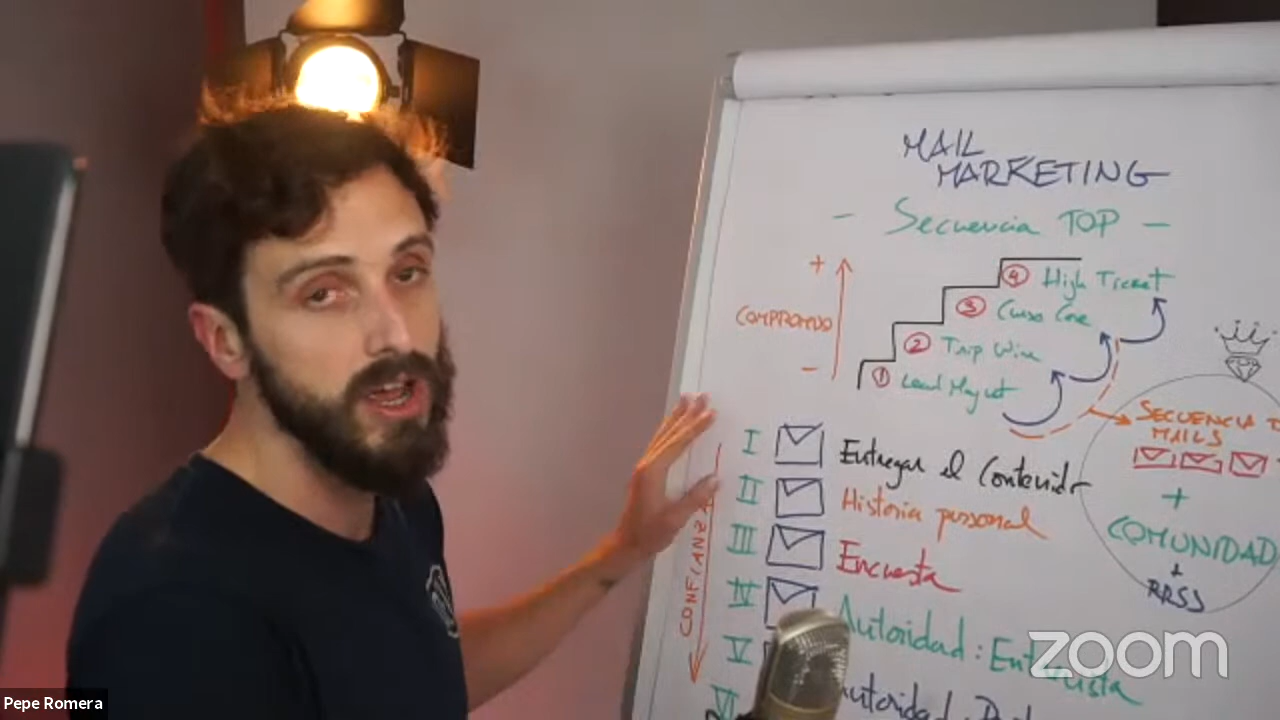 MAIL
MARKETING
- Secuencia TOP -
+
④ High Ticket
③ Curso Core
COMPROMISO
② Trip Wire
-
① Lead Magnet
SECUENCIA
MAILS
+
COMUNIDAD
+
RRSS
I Entregar el Contenido
II Historia personal
III Encuesta
IV Autoridad: Entrevista
V Autoridad:
VI
CONFIANZA
zoom
Pepe Romera